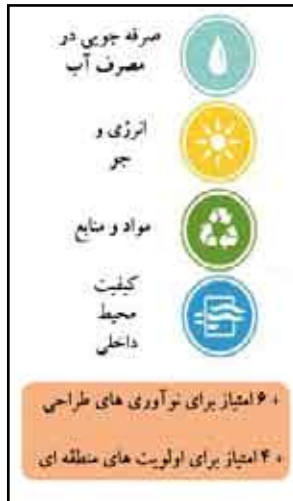 صرفه جویی در
مصرف آب
انرژی و
جو
مواد و منابع
کیفیت
محیط
داخلی
+ ۶ امتیاز برای نوآوری های طراحی
+ ۴ امتیاز برای اولویت های منطقه ای